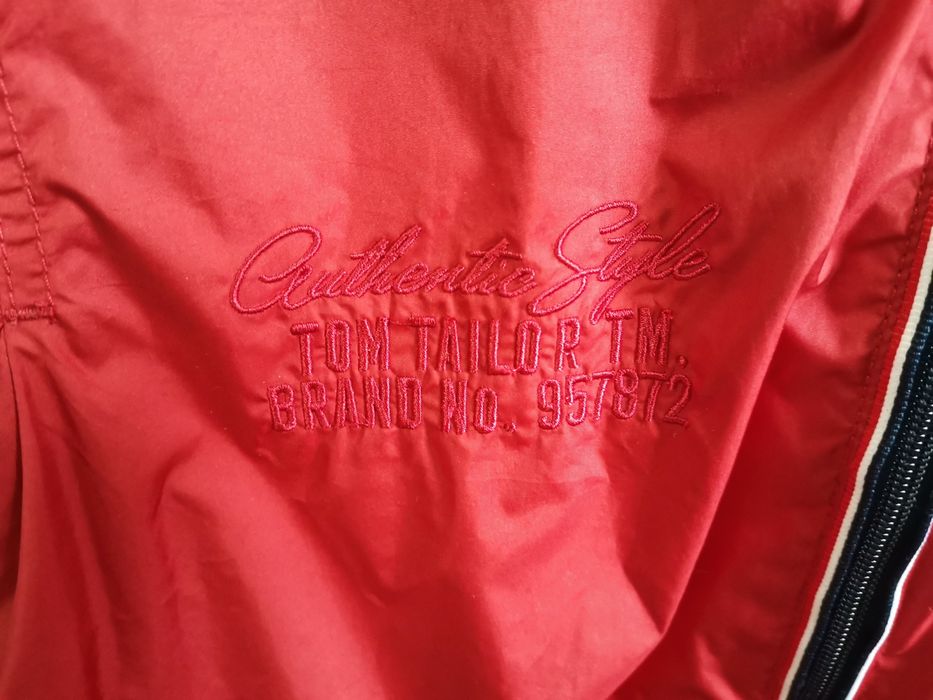 Authentic Style
TOM TAILOR TM.
BRAND No., 957872